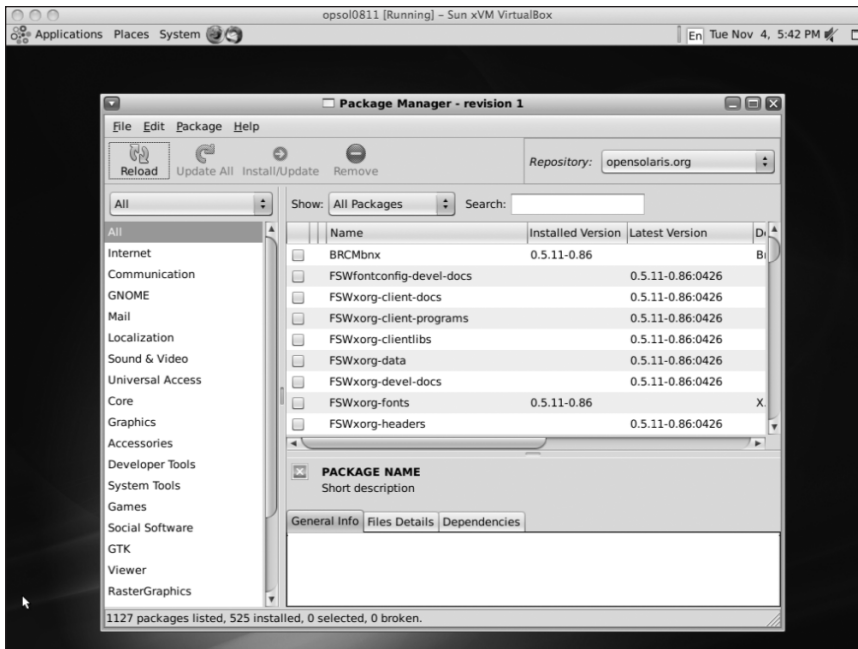 opsol0811 [Running] – Sun xVM VirtualBox
Applications Places System En Tue Nov 4, 5:42 PM
Package Manager - revision 1
File Edit Package Help
Reload Update All Install/Update Remove Repository: opensolaris.org
All Show: All Packages Search:
All
Internet
Communication
GNOME
Mail
Localization
Sound & Video
Universal Access
Core
Graphics
Accessories
Developer Tools
System Tools
Games
Social Software
GTK
Viewer
RasterGraphics
Name Installed Version Latest Version
BRCMbnx 0.5.11-0.86
FSWfontconfig-devel-docs 0.5.11-0.86:0426
FSWxorg-client-docs 0.5.11-0.86:0426
FSWxorg-client-programs 0.5.11-0.86:0426
FSWxorg-clientlibs 0.5.11-0.86:0426
FSWxorg-data 0.5.11-0.86:0426
FSWxorg-devel-docs 0.5.11-0.86:0426
FSWxorg-fonts 0.5.11-0.86 X.
FSWxorg-headers 0.5.11-0.86:0426
PACKAGE NAME
Short description
General Info Files Details Dependencies
1127 packages listed, 525 installed, 0 selected, 0 broken.